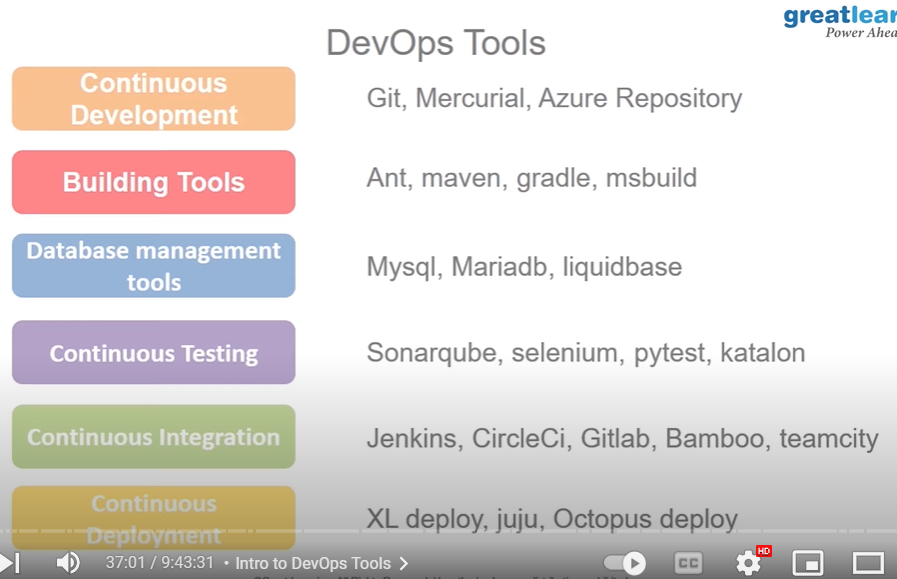 greatlear
Power Ahea
DevOps Tools
Continuous
Development
Git, Mercurial, Azure Repository
Building Tools
Ant, maven, gradle, msbuild
Database management
tools
Mysql, Mariadb, liquidbase
Continuous Testing
Sonarqube, selenium, pytest, katalon
Continuous Integration
Jenkins, CircleCi, Gitlab, Bamboo, teamcity
Continuous
Deployment
XL deploy, juju, Octopus deploy
37:01 / 9:43:31 • Intro to DevOps Tools
CC
HD